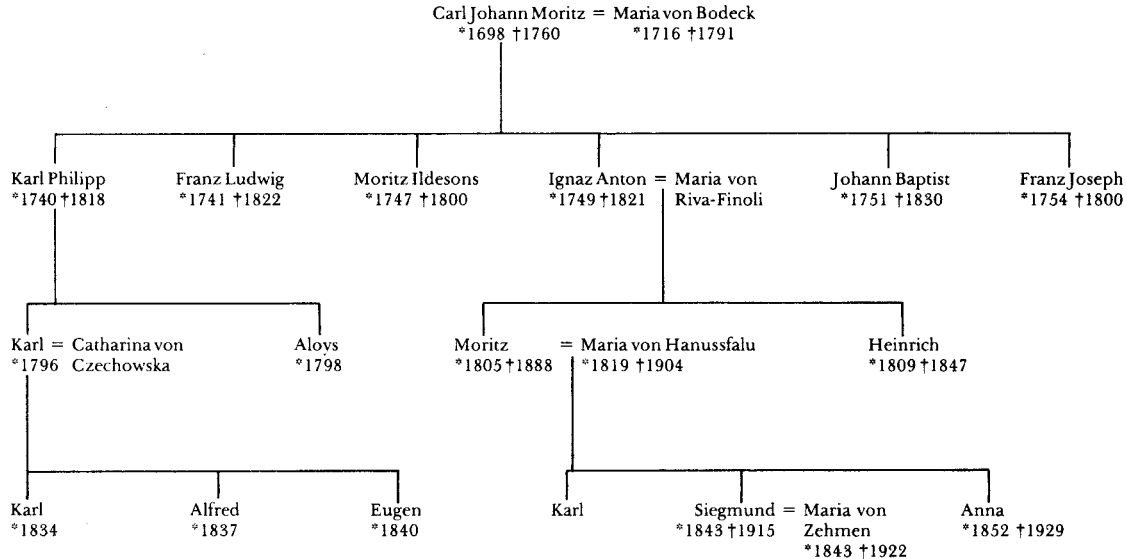 Carl Johann Moritz = Maria von Bodeck
*1698 †1760 *1716 †1791
Karl Philipp Franz Ludwig Moritz Ildesons Ignaz Anton = Maria von Johann Baptist Franz Joseph
*1740 †1818 *1741 †1822 *1747 †1800 *1749 †1821 Riva-Finoli *1751 †1830 *1754 †1800
Karl = Catharina von Aloys Moritz = Maria von Hanussfalu Heinrich
*1796 Czechowska *1798 *1805 †1888 *1819 †1904 *1809 †1847
Karl Alfred Eugen Karl Siegmund = Maria von Anna
*1834 *1837 *1840 *1843 †1915 Zehmen *1852 †1929
*1843 †1922